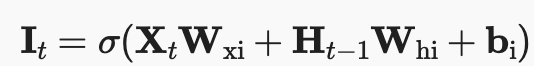 I_t = σ(X_t W_xi + H_{t−1} W_hi + b_i)